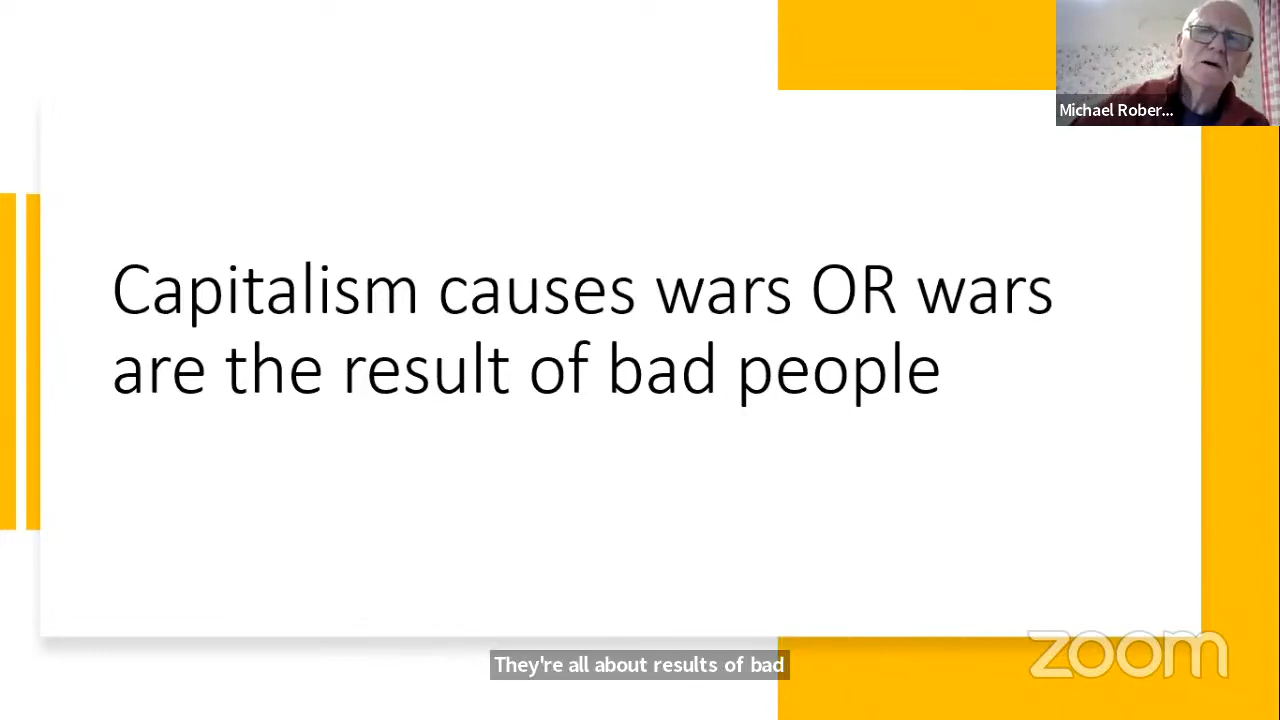 Michael Rober...
Capitalism causes wars OR wars
are the result of bad people
They're all about results of bad
zoom